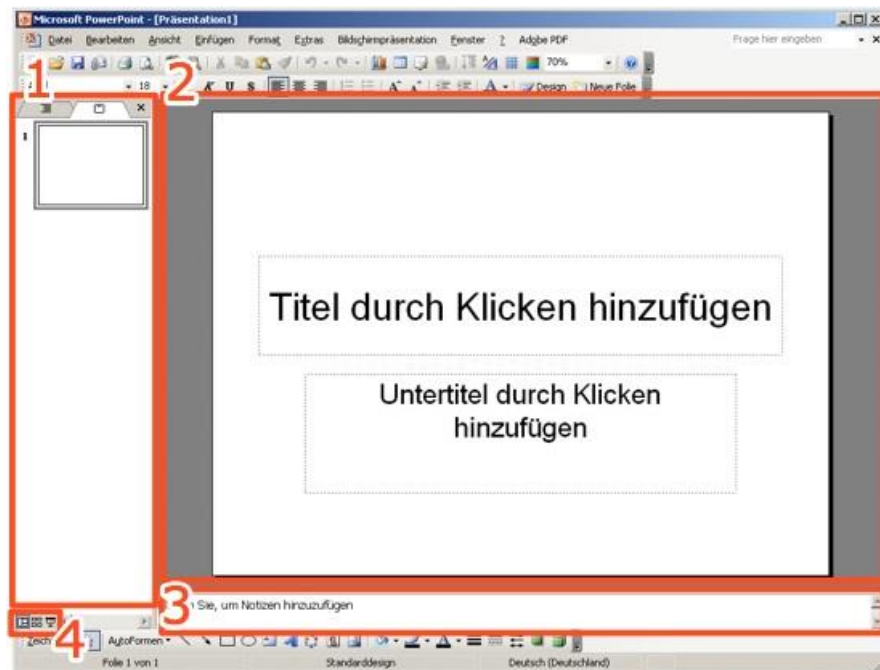 Microsoft PowerPoint - [Präsentation1]
Datei Bearbeiten Ansicht Einfügen Format Extras Bildschirmpräsentation Fenster ? Adobe PDF Frage hier eingeben
70%
18 K U S A A A Design Neue Folie
1 2
1
Titel durch Klicken hinzufügen
Untertitel durch Klicken
hinzufügen
3 Sie, um Notizen hinzuzufügen
4
AutoFormen
Folie 1 von 1 Standarddesign Deutsch (Deutschland)